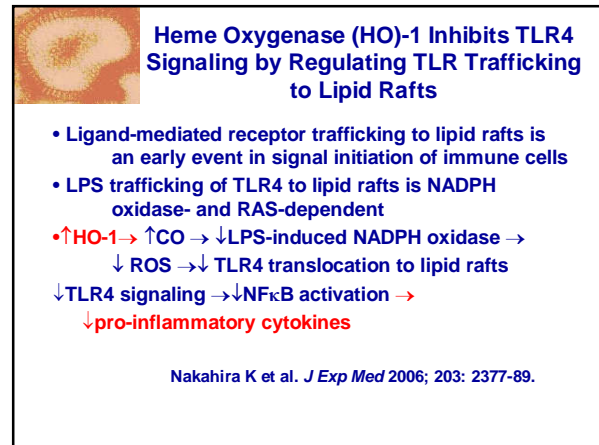 Heme Oxygenase (HO)-1 Inhibits TLR4
Signaling by Regulating TLR Trafficking
to Lipid Rafts
• Ligand-mediated receptor trafficking to lipid rafts is
an early event in signal initiation of immune cells
• LPS trafficking of TLR4 to lipid rafts is NADPH
oxidase- and RAS-dependent
•↑HO-1→ ↑CO → ↓LPS-induced NADPH oxidase →
↓ ROS →↓ TLR4 translocation to lipid rafts
↓TLR4 signaling →↓NFκB activation →
↓pro-inflammatory cytokines
Nakahira K et al. J Exp Med 2006; 203: 2377-89.